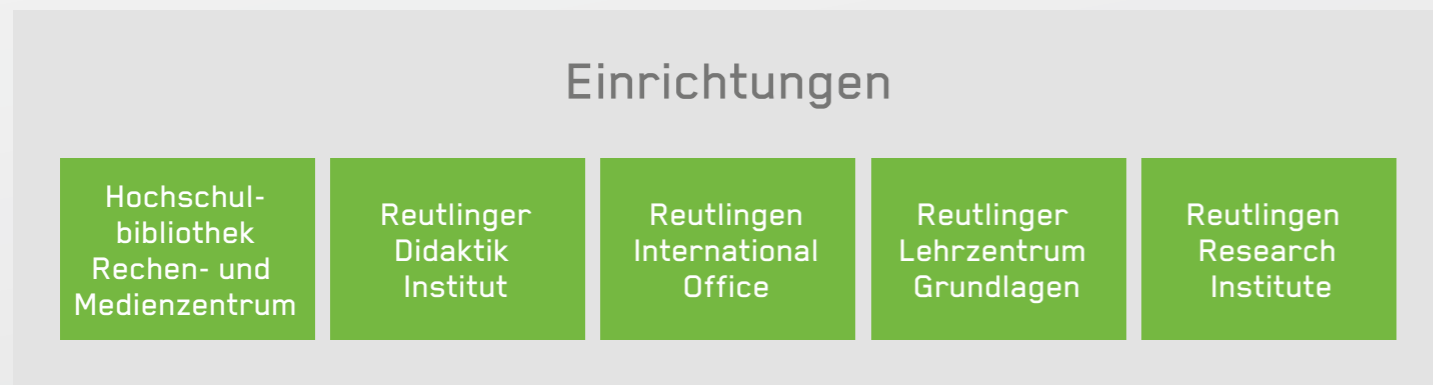 Einrichtungen
Hochschul-
bibliothek
Rechen- und
Medienzentrum
Reutlinger
Didaktik
Institut
Reutlingen
International
Office
Reutlinger
Lehrzentrum
Grundlagen
Reutlingen
Research
Institute